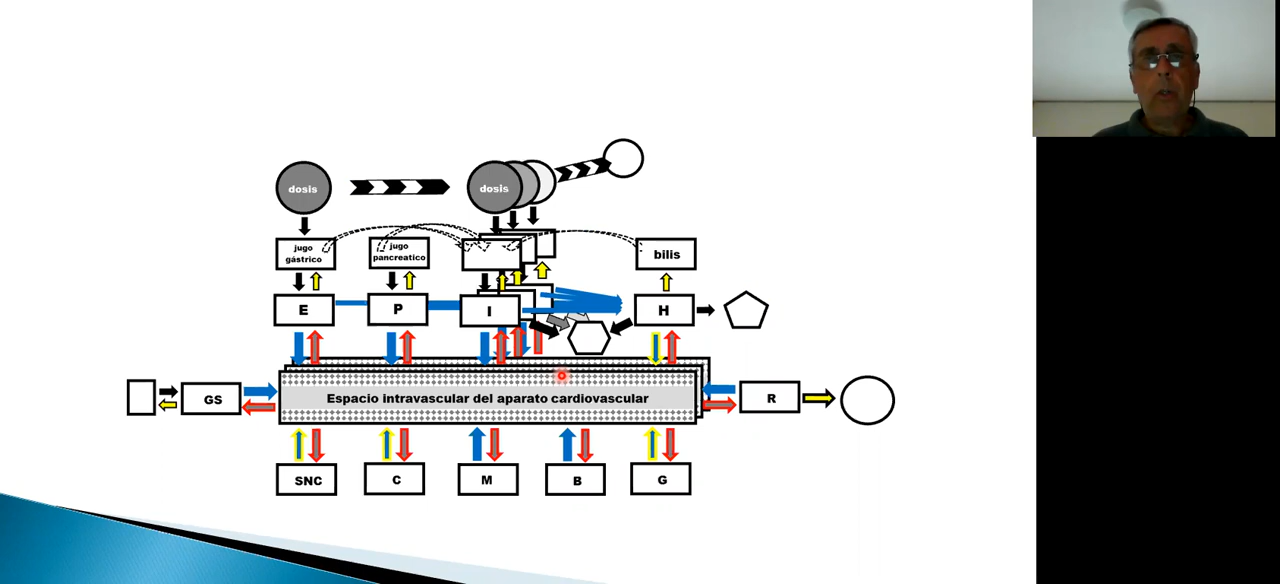 dosis
dosis
jugo
gástrico
jugo
pancreatico
bilis
E
P
I
H
GS
Espacio intravascular del aparato cardiovascular
R
SNC
C
M
B
G